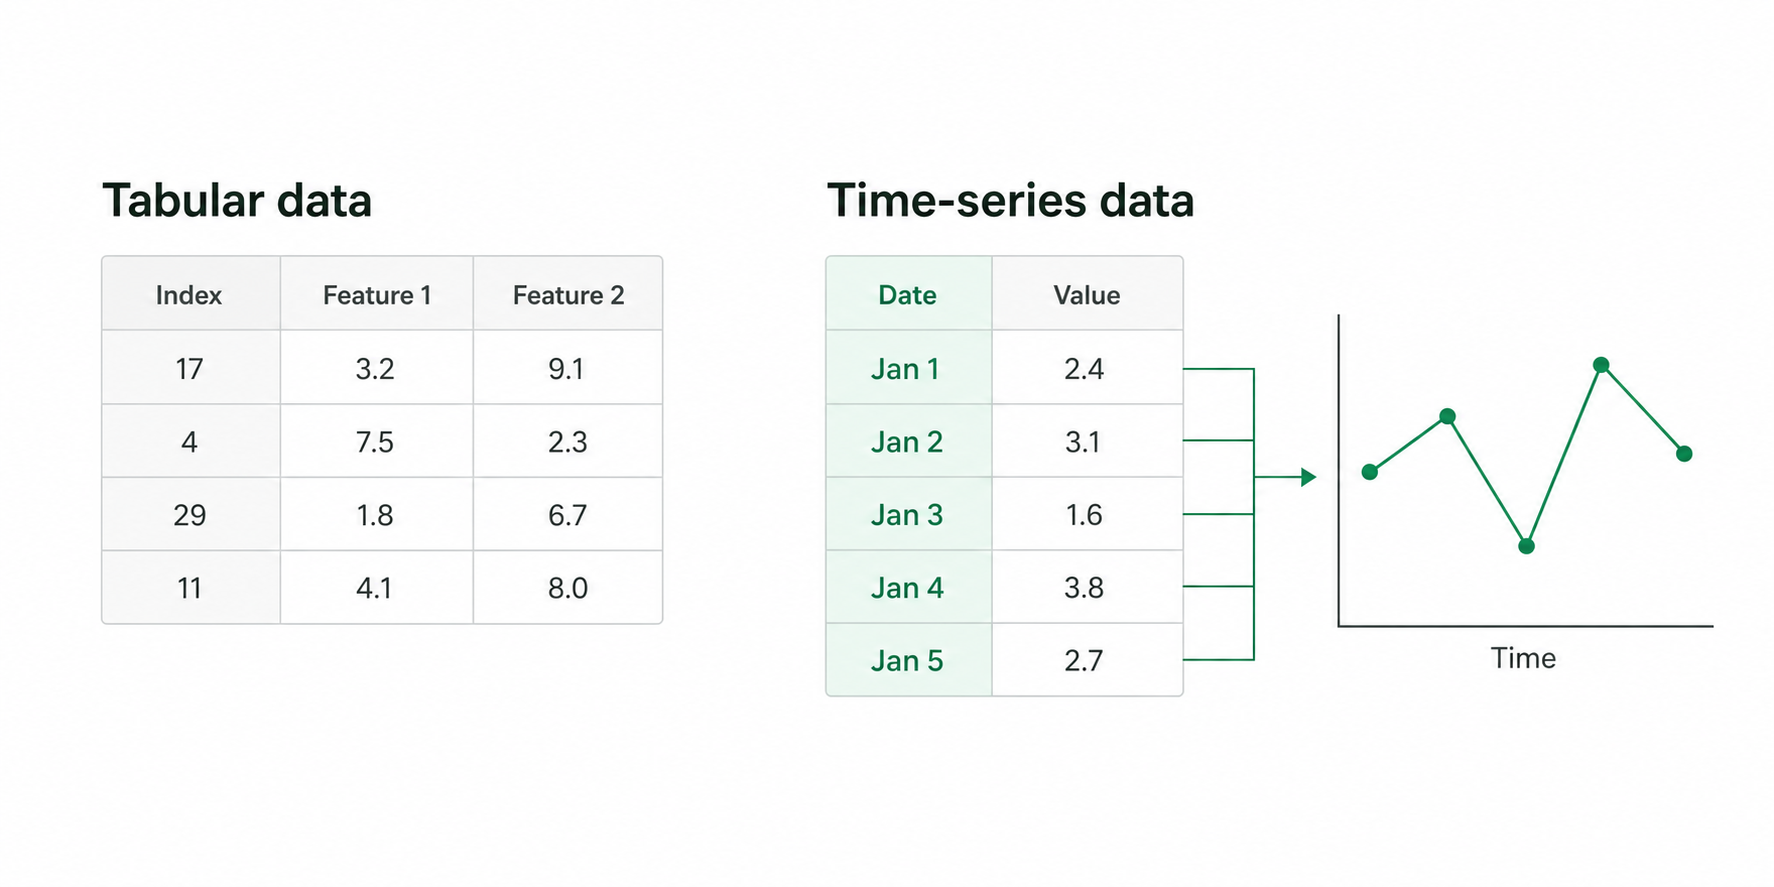 Tabular data
Index Feature 1 Feature 2
17 3.2 9.1
4 7.5 2.3
29 1.8 6.7
11 4.1 8.0
Time-series data
Date Value
Jan 1 2.4
Jan 2 3.1
Jan 3 1.6
Jan 4 3.8
Jan 5 2.7
Time